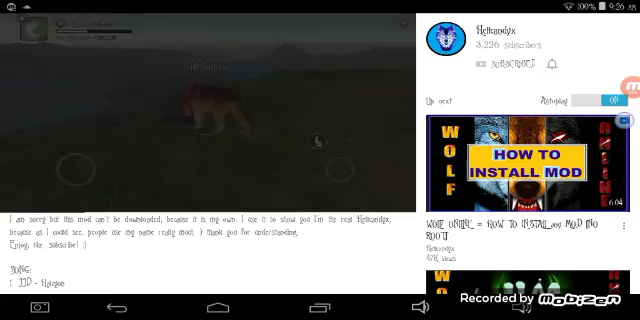 100% 9:26
Hellcandyx
3,226 subscribers
SUBSCRIBED
Up next
Autoplay
ON
WOLF
ONLINE
HOW TO
INSTALL MOD
6:04
WOLF ONLINE = HOW TO INSTALL any MOD [NO
ROOT]
Hellcandyx
47K views
I am sorry but this mod can't be downloaded, because it is my own. I use it to show you I'm the real Hellcandyx,
because as I could see, people use my name really much. :) thank you for understanding.
Enjoy, like, subscribe! :)
SONG:
1. JJD - Halcyon
Recorded by mobizen